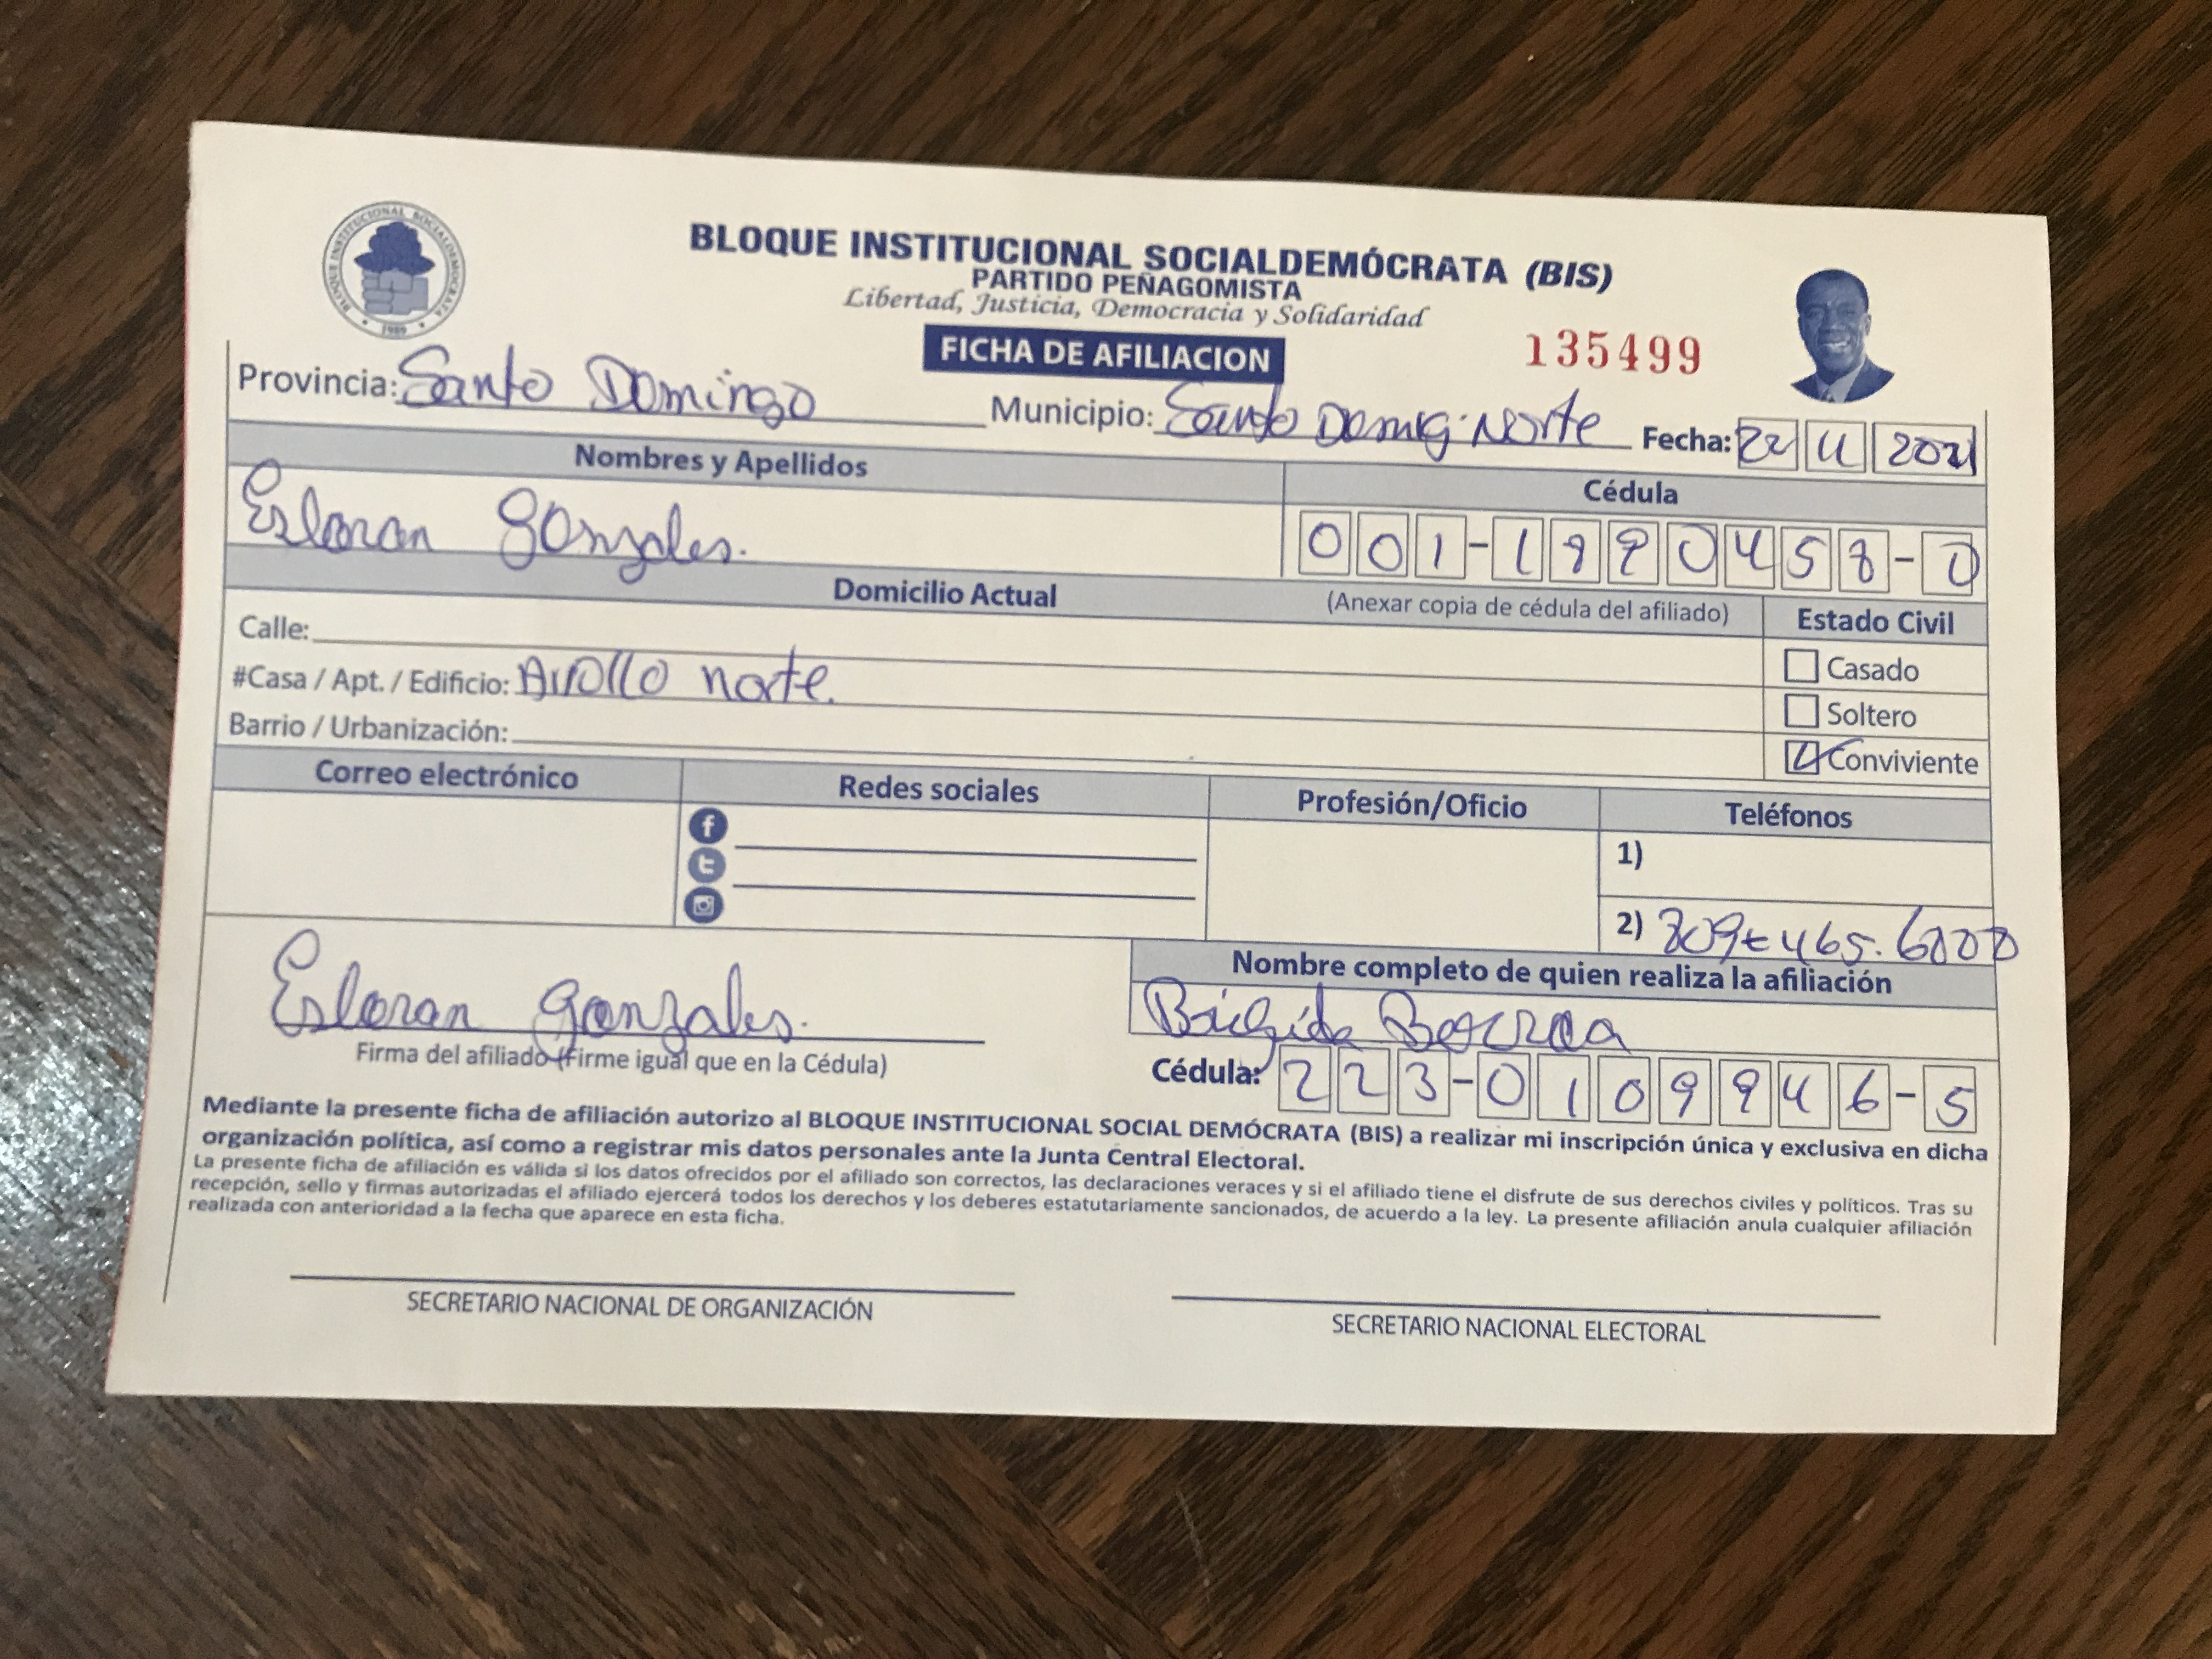 BLOQUE INSTITUCIONAL SOCIALDEMÓCRATA
1989
BLOQUE INSTITUCIONAL SOCIALDEMÓCRATA (BIS)
PARTIDO PEÑAGOMISTA
Libertad, Justicia, Democracia y Solidaridad
FICHA DE AFILIACION
135499
Provincia: Santo Domingo Municipio: Santo Norte Fecha: 22 11 2021
Nombres y Apellidos Cédula
Esloran gonzales. 001-1990458-0
Domicilio Actual (Anexar copia de cédula del afiliado) Estado Civil
Calle: Casado
#Casa / Apt. / Edificio: norte. Soltero
Barrio / Urbanización: Conviviente
Correo electrónico Redes sociales Profesión/Oficio Teléfonos
1)
2) 809-465.6000
Esloran gonzales.
Firma del afiliado (Firme igual que en la Cédula)
Nombre completo de quien realiza la afiliación
Brigida
Cédula: 223-0109946-5
Mediante la presente ficha de afiliación autorizo al BLOQUE INSTITUCIONAL SOCIAL DEMÓCRATA (BIS) a realizar mi inscripción única y exclusiva en dicha
organización política, así como a registrar mis datos personales ante la Junta Central Electoral.
La presente ficha de afiliación es válida si los datos ofrecidos por el afiliado son correctos, las declaraciones veraces y si el afiliado tiene el disfrute de sus derechos civiles y políticos. Tras su
recepción, sello y firmas autorizadas el afiliado ejercerá todos los derechos y los deberes estatutariamente sancionados, de acuerdo a la ley. La presente afiliación anula cualquier afiliación
realizada con anterioridad a la fecha que aparece en esta ficha.
SECRETARIO NACIONAL DE ORGANIZACIÓN
SECRETARIO NACIONAL ELECTORAL